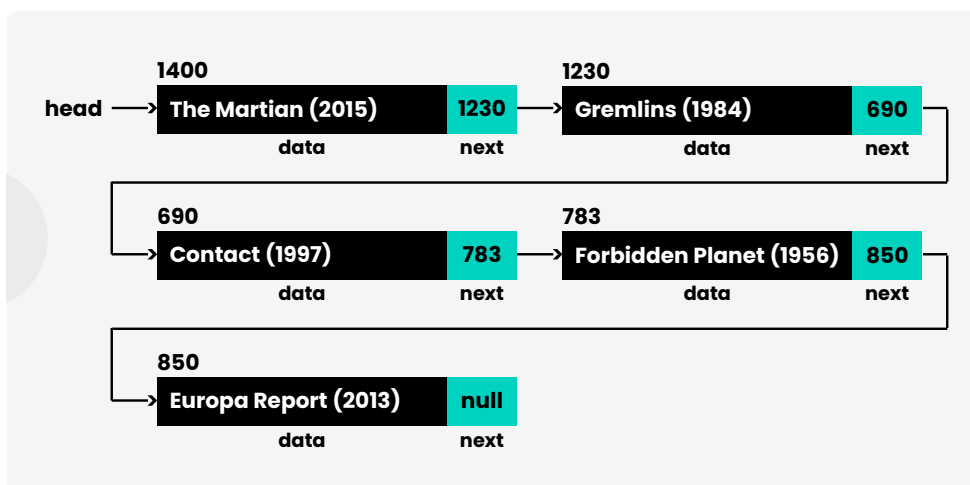 1400 1230
head The Martian (2015) 1230 Gremlins (1984) 690
data next data next
690 783
Contact (1997) 783 Forbidden Planet (1956) 850
data next data next
850
Europa Report (2013) null
data next